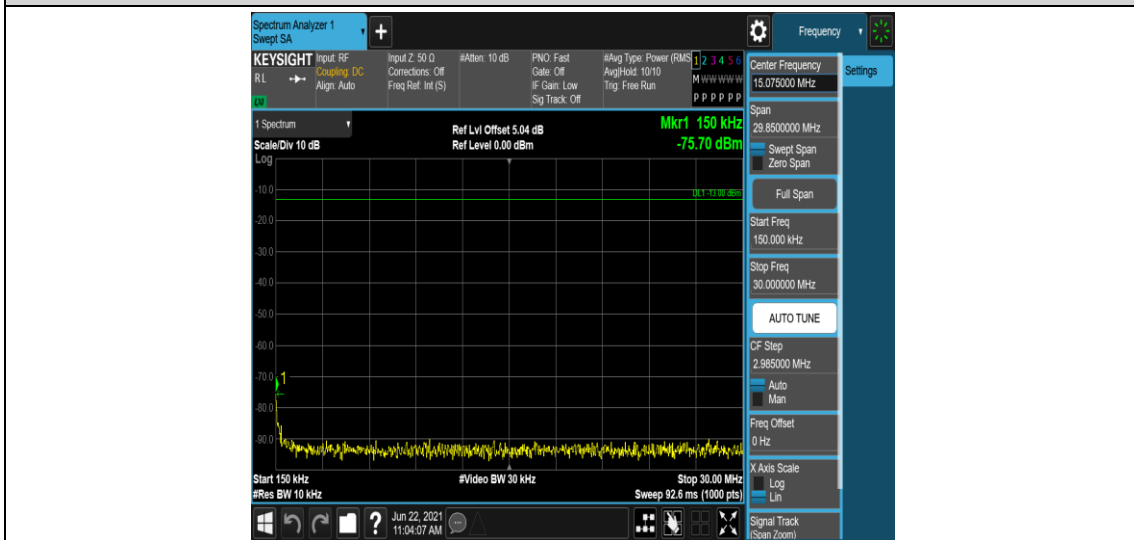 Spectrum Analyzer 1
Swept SA
+
Frequency
KEYSIGHT
RL
Input: RF
Coupling: DC
Align: Auto
Input Z: 50 Ω
Corrections: Off
Freq Ref: Int (S)
#Atten: 10 dB
PNO: Fast
Gate: Off
IF Gain: Low
Sig Track: Off
#Avg Type: Power (RMS
Avg|Hold: 10/10
Trig: Free Run
1 2 3 4 5 6
M W W W W W
P P P P P P
1 Spectrum
Scale/Div 10 dB
Ref Lvl Offset 5.04 dB
Ref Level 0.00 dBm
Mkr1 150 kHz
-75.70 dBm
Log
DL1 -13.00 dBm
-10.0
-20.0
-30.0
-40.0
-50.0
-60.0
-70.0
1
-80.0
-90.0
Start 150 kHz
#Res BW 10 kHz
#Video BW 30 kHz
Stop 30.00 MHz
Sweep 92.6 ms (1000 pts)
Center Frequency
15.075000 MHz
Settings
Span
29.8500000 MHz
Swept Span
Zero Span
Full Span
Start Freq
150.000 kHz
Stop Freq
30.000000 MHz
AUTO TUNE
CF Step
2.985000 MHz
Auto
Man
Freq Offset
0 Hz
X Axis Scale
Log
Lin
Signal Track
(Span Zoom)
?
Jun 22, 2021
11:04:07 AM